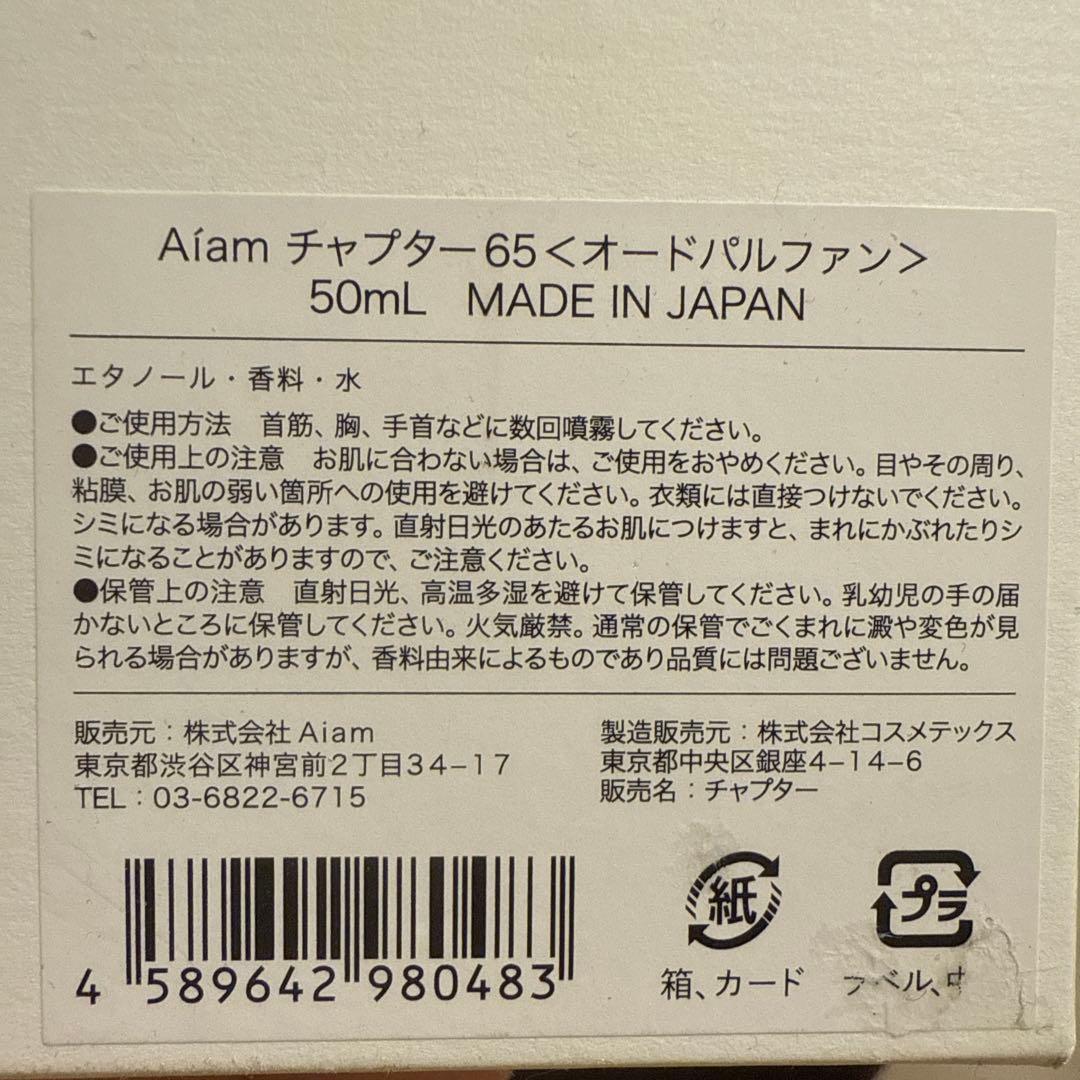 Aíam チャプター65＜オードパルファン＞
50mL MADE IN JAPAN
エタノール・香料・水
●ご使用方法　首筋、胸、手首などに数回噴霧してください。
●ご使用上の注意　お肌に合わない場合は、ご使用をおやめください。目やその周り、
粘膜、お肌の弱い箇所への使用を避けてください。衣類には直接つけないでください。
シミになる場合があります。直射日光のあたるお肌につけますと、まれにかぶれたりシ
ミになることがありますので、ご注意ください。
●保管上の注意　直射日光、高温多湿を避けて保管してください。乳幼児の手の届
かないところに保管してください。火気厳禁。通常の保管でごくまれに澱や変色が見
られる場合がありますが、香料由来によるものであり品質には問題ございません。
販売元：株式会社Aiam
東京都渋谷区神宮前2丁目34−17
TEL：03-6822-6715
製造販売元：株式会社コスメテックス
東京都中央区銀座4−14−6
販売名：チャプター
紙
プラ
4 589642 980483
箱、カード
ラベル、